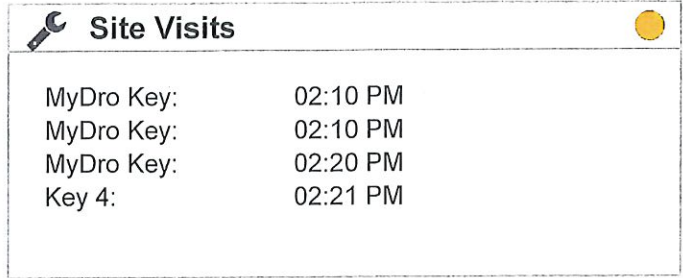 Site Visits
MyDro Key: 02:10 PM
MyDro Key: 02:10 PM
MyDro Key: 02:20 PM
Key 4: 02:21 PM